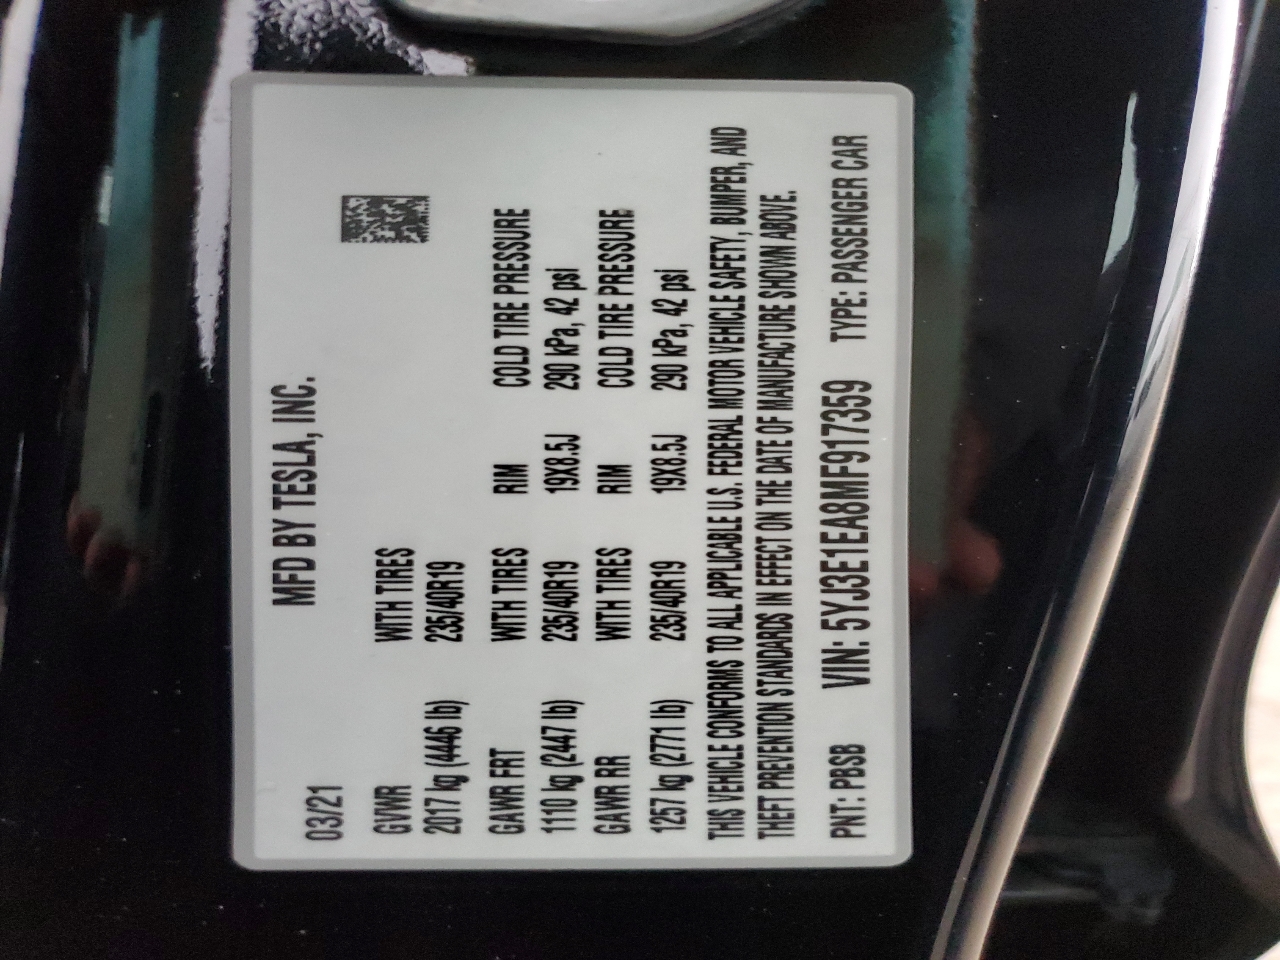 MFD BY TESLA, INC.
03/21
GVWR WITH TIRES
2017 kg (4446 lb) 235/40R19
GAWR FRT WITH TIRES RIM COLD TIRE PRESSURE
1110 kg (2447 lb) 235/40R19 19X8.5J 290 kPa, 42 psi
GAWR RR WITH TIRES RIM COLD TIRE PRESSURE
1257 kg (2771 lb) 235/40R19 19X8.5J 290 kPa, 42 psi
THIS VEHICLE CONFORMS TO ALL APPLICABLE U.S. FEDERAL MOTOR VEHICLE SAFETY, BUMPER, AND
THEFT PREVENTION STANDARDS IN EFFECT ON THE DATE OF MANUFACTURE SHOWN ABOVE.
PNT: PBSB VIN: 5YJ3E1EA8MF917359 TYPE: PASSENGER CAR